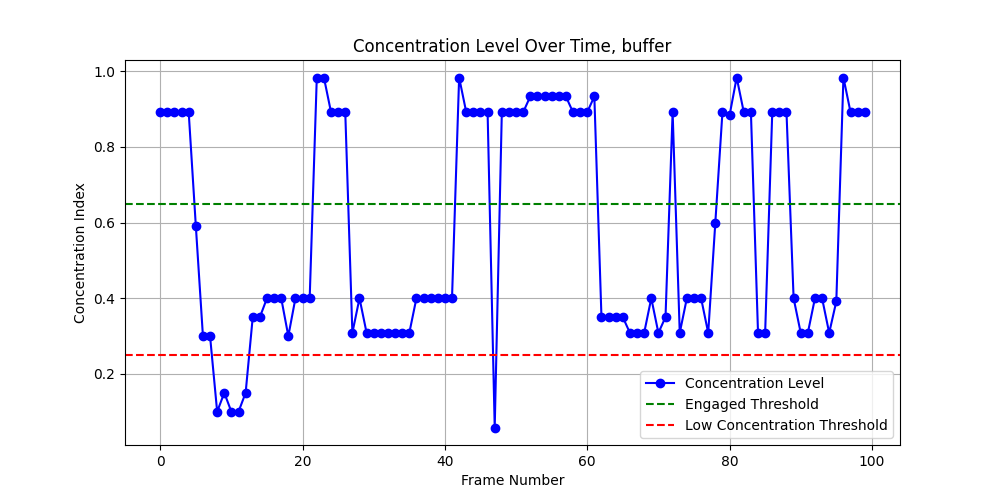 Concentration Level Over Time, buffer
1.0
0.8
0.6
0.4
0.2
Concentration Index
0
20
40
60
80
100
Frame Number
Concentration Level
Engaged Threshold
Low Concentration Threshold